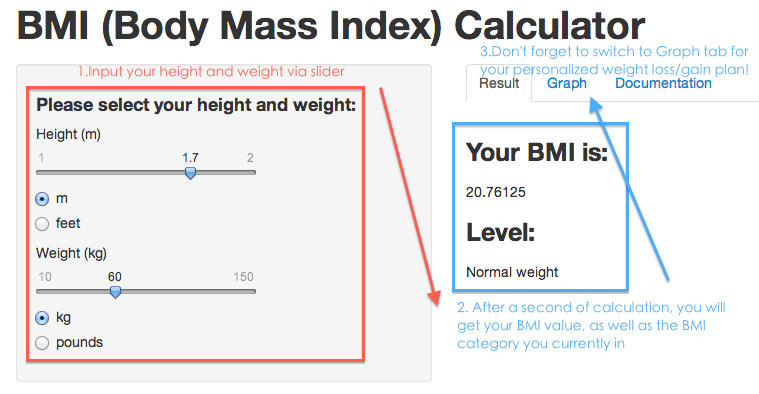 BMI (Body Mass Index) Calculator
1.Input your height and weight via slider
Please select your height and weight:
Height (m)
1 1.7 2
m
feet
Weight (kg)
10 60 150
kg
pounds
3.Don't forget to switch to Graph tab for
your personalized weight loss/gain plan!
Result Graph Documentation
Your BMI is:
20.76125
Level:
Normal weight
2. After a second of calculation, you will
get your BMI value, as well as the BMI
category you currently in